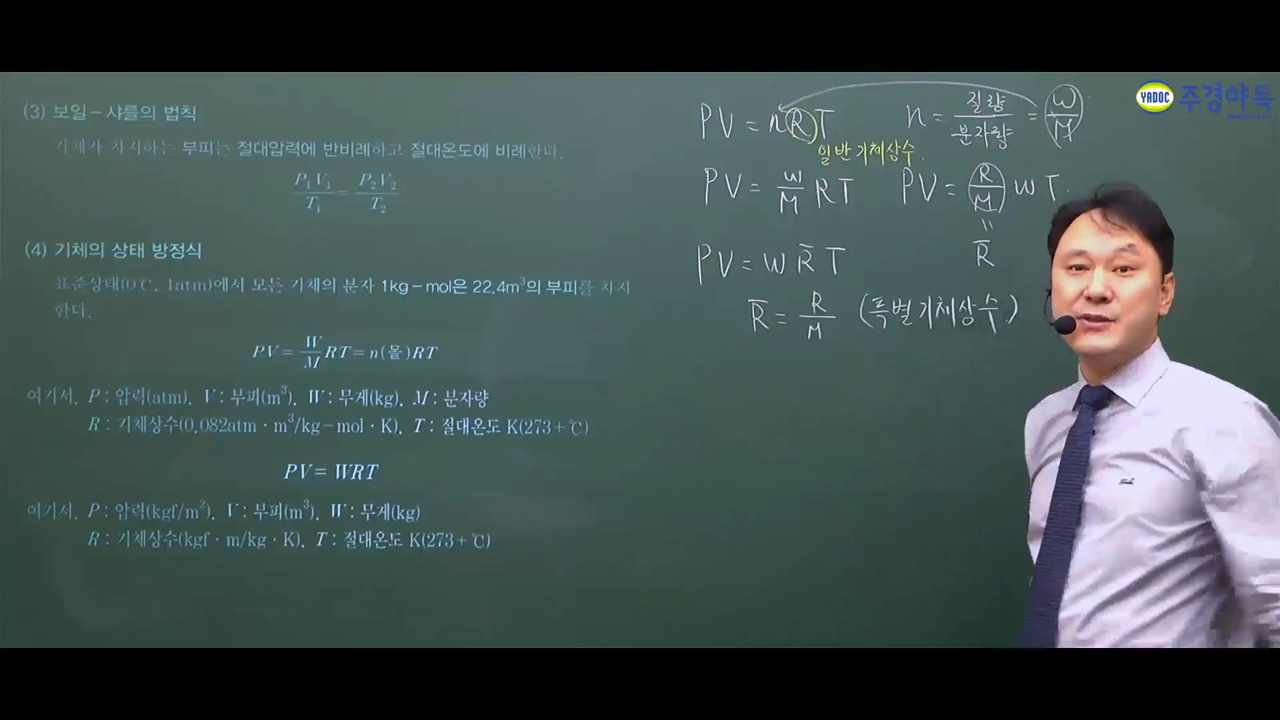 YADOC 주경야독
(3) 보일-샤를의 법칙
기체가 차지하는 부피는 절대압력에 반비례하고 절대온도에 비례한다.
P₁V₁/T₁ = P₂V₂/T₂
(4) 기체의 상태 방정식
표준상태(0℃, 1atm)에서 모든 기체의 분자 1kg-mol은 22.4m³의 부피를 차지
한다.
PV = W/M RT = n(몰)RT
여기서, P : 압력(atm), V : 부피(m³), W : 무게(kg), M : 분자량
R : 기체상수(0.082atm · m³/kg-mol · K), T : 절대온도 K(273+℃)
PV = WRT
여기서, P : 압력(kgf/m²), V : 부피(m³), W : 무게(kg)
R : 기체상수(kgf · m/kg · K), T : 절대온도 K(273+℃)
PV = nRT
n = 질량/분자량 = W/M
일반기체상수.
PV = W/M RT
PV = R/M W T.
"
R̄
PV = W R̄ T
R̄ = R/M (특별기체상수.)